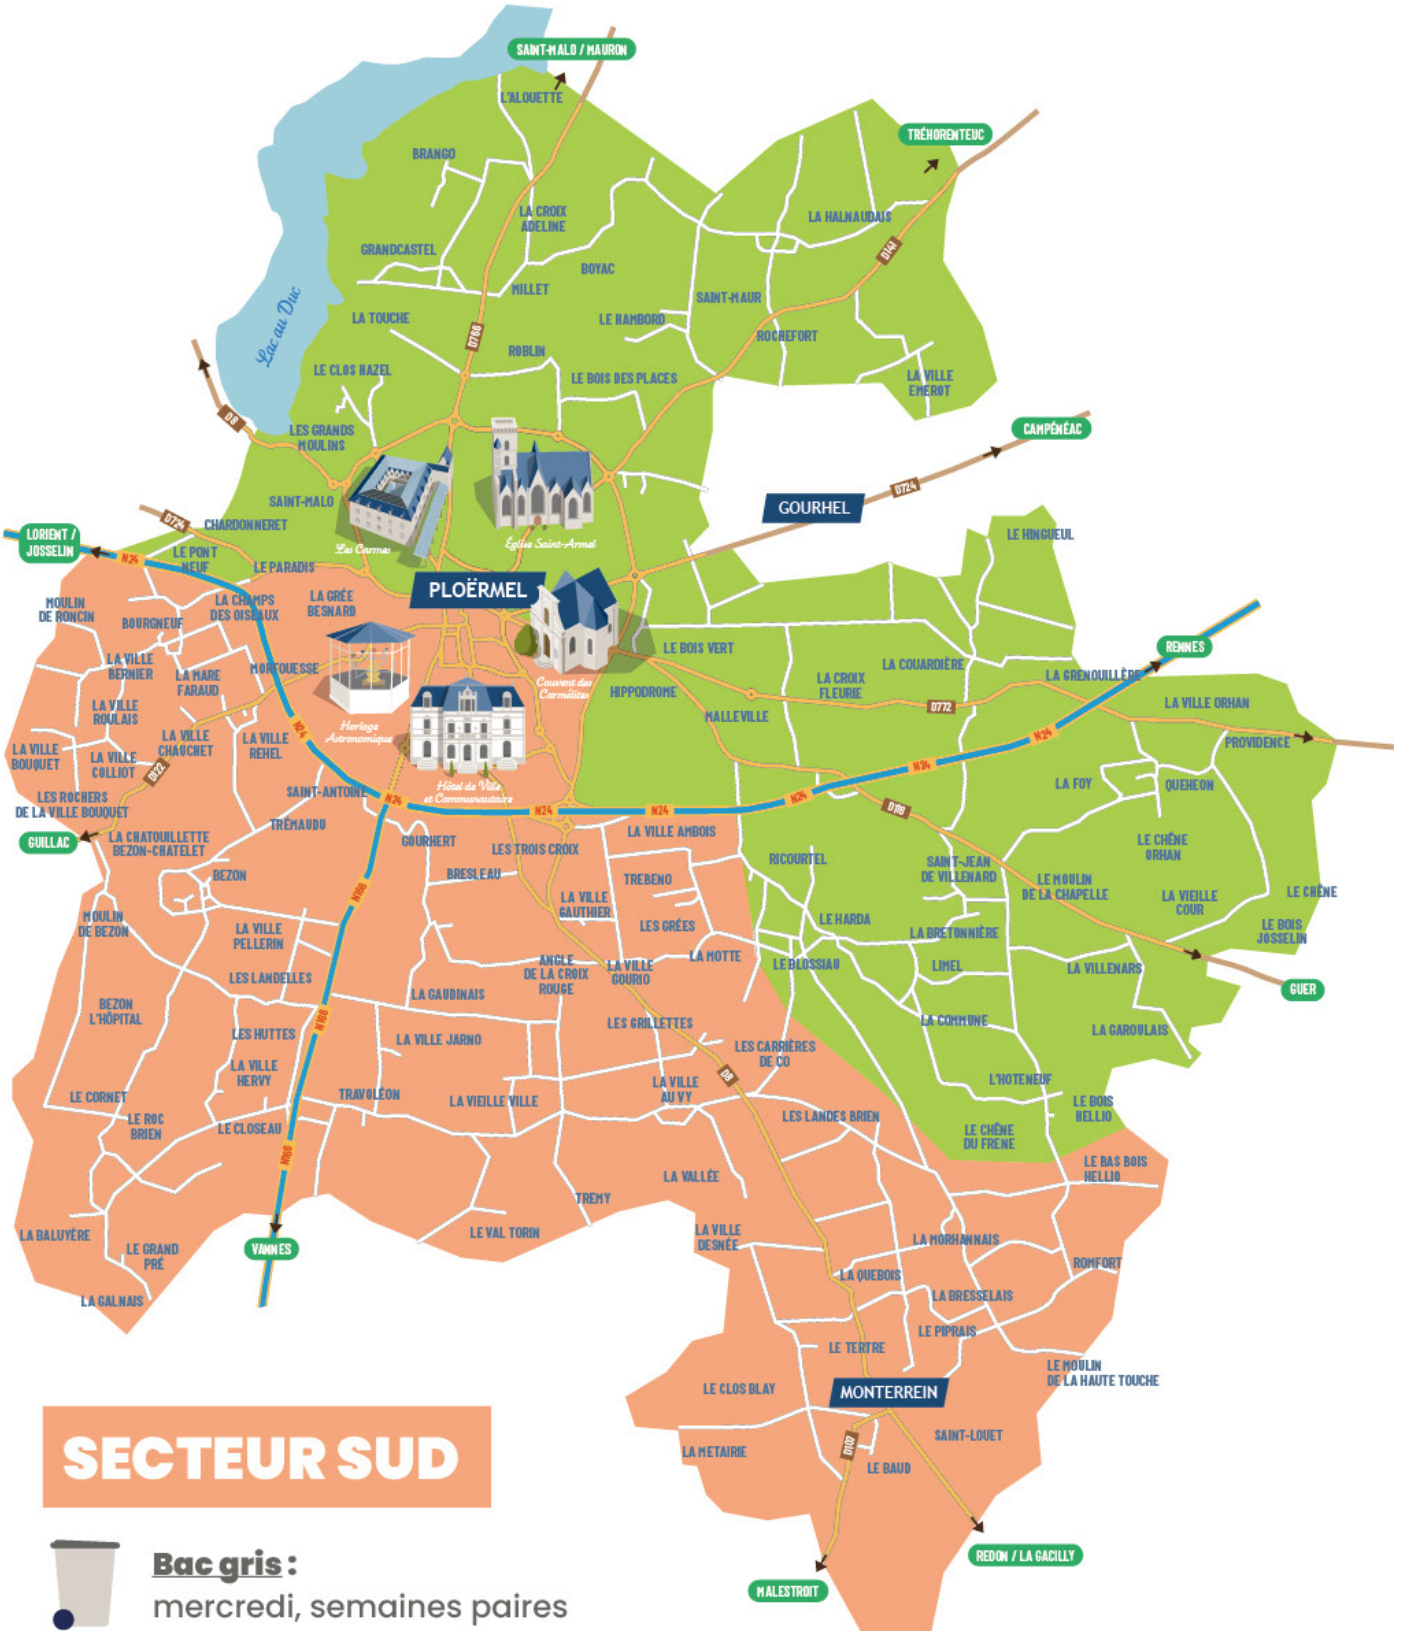 SAINT-MALO / MAURON
L'ALOUETTE
TRÉHORENTEUC
BRANGO
LA CROIX
ADELINE
LA HALNAUDAIS
D141
GRANDCASTEL
BOYAC
MILLET
SAINT-MAUR
Lac au Duc
LA TOUCHE
LE HAMBORD
D766
ROCHEFORT
ROBLIN
LE CLOS HAZEL
LE BOIS DES PLACES
LA VILLE
EMEROT
D8
LES GRANDS
MOULINS
CAMPÉNÉAC
D724
GOURHEL
SAINT-MALO
D724
CHARDONNERET
LORIENT /
JOSSELIN
N24
LE PONT
NEUF
LE PARADIS
Les Carmes
Église Saint-Armel
LE HINGUEUL
PLOËRMEL
MOULIN
DE RONCIN
LA CHAMPS
DES OISEAUX
LA GRÉE
BESNARD
BOURGNEUF
LE BOIS VERT
RENNES
LA VILLE
BERNIER
LA MARE
FARAUD
MORFOUESSE
LA COUARDIÈRE
LA GRENOUILLÈRE
LA CROIX
FLEURIE
Couvent des
Carmélites
HIPPODROME
LA VILLE
ROULAIS
MALLEVILLE
D772
LA VILLE ORHAN
Horloge
Astronomique
N24
N24
PROVIDENCE
LA VILLE
BOUQUET
LA VILLE
COLLIOT
LA VILLE
CHAUCHET
LA VILLE
REHEL
D122
N24
LA FOY
QUEHEON
LES ROCHERS
DE LA VILLE BOUQUET
SAINT-ANTOINE
Hôtel de Ville
et Communautaire
N24
N24
N24
N24
D118
GUILLAC
LA CHATOUILLETTE
BEZON-CHATELET
TRÉMAUDU
GOURHERT
LES TROIS CROIX
LA VILLE AMBOIS
LE CHÊNE
ORHAN
BEZON
N166
BRESLEAU
TREBENO
RICOURTEL
SAINT-JEAN
DE VILLENARD
LE MOULIN
DE LA CHAPELLE
LE CHÊNE
LA VIEILLE
COUR
LA VILLE
GAUTHIER
MOULIN
DE BEZON
LA VILLE
PELLERIN
LES GRÉES
LE HARDA
LA BRETONNIÈRE
LE BOIS
JOSSELIN
LES LANDELLES
ANGLE
DE LA CROIX
ROUGE
LA VILLE
GOURIO
LA MOTTE
LE BLOSSIAU
LIMEL
LA VILLENARS
GUER
LA GAUDINAIS
BEZON
L'HÔPITAL
N166
LES HUTTES
LES GRILLETTES
LA COMMUNE
LA GAROULAIS
LA VILLE JARNO
LES CARRIÈRES
DE CO
LA VILLE
HERVY
D8
LA VILLE
AU VY
L'HOTENEUF
LE CORNET
TRAVOLÉON
LA VIEILLE VILLE
LE BOIS
HELLIO
LE ROC
BRIEN
LE CLOSEAU
LES LANDES BRIEN
LE CHÊNE
DU FRENE
N166
LE BAS BOIS
HELLIO
LA VALLÉE
TREMY
LA BALUYÈRE
VANNES
LE VAL TORIN
LA VILLE
DESNÉE
LA MORHANNAIS
LE GRAND
PRÉ
ROMFORT
LA QUEBOIS
LA GALNAIS
LA BRESSELAIS
LE PIPRAIS
LE TERTRE
LE MOULIN
DE LA HAUTE TOUCHE
LE CLOS BLAY
MONTERREIN
SECTEUR SUD
LA METAIRIE
D107
SAINT-LOUET
LE BAUD
REDON / LA GACILLY
MALESTROIT
Bac gris :
mercredi, semaines paires